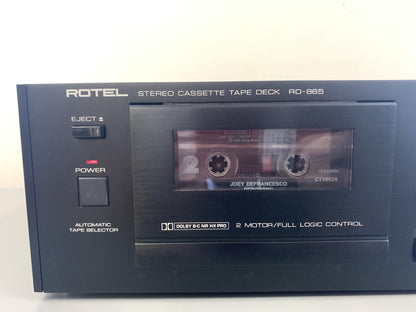 ROTEL STEREO CASSETTE TAPE DECK RD-865
EJECT ▲
POWER
2
JOEY DEFRANCESCO
AUTOMATIC
TAPE SELECTOR
DOLBY B·C NR HX PRO 2 MOTOR/FULL LOGIC CONTROL